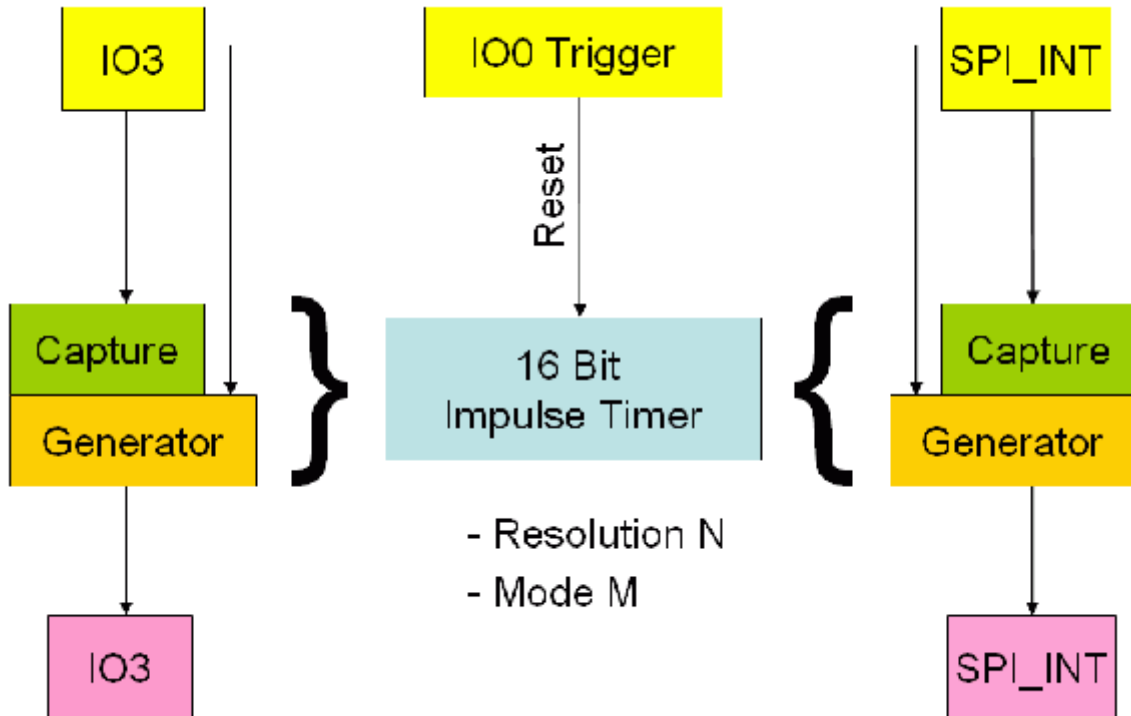 IO3
IO0 Trigger
SPI_INT
Reset
Capture
Generator
16 Bit
Impulse Timer
Capture
Generator
- Resolution N
- Mode M
IO3
SPI_INT